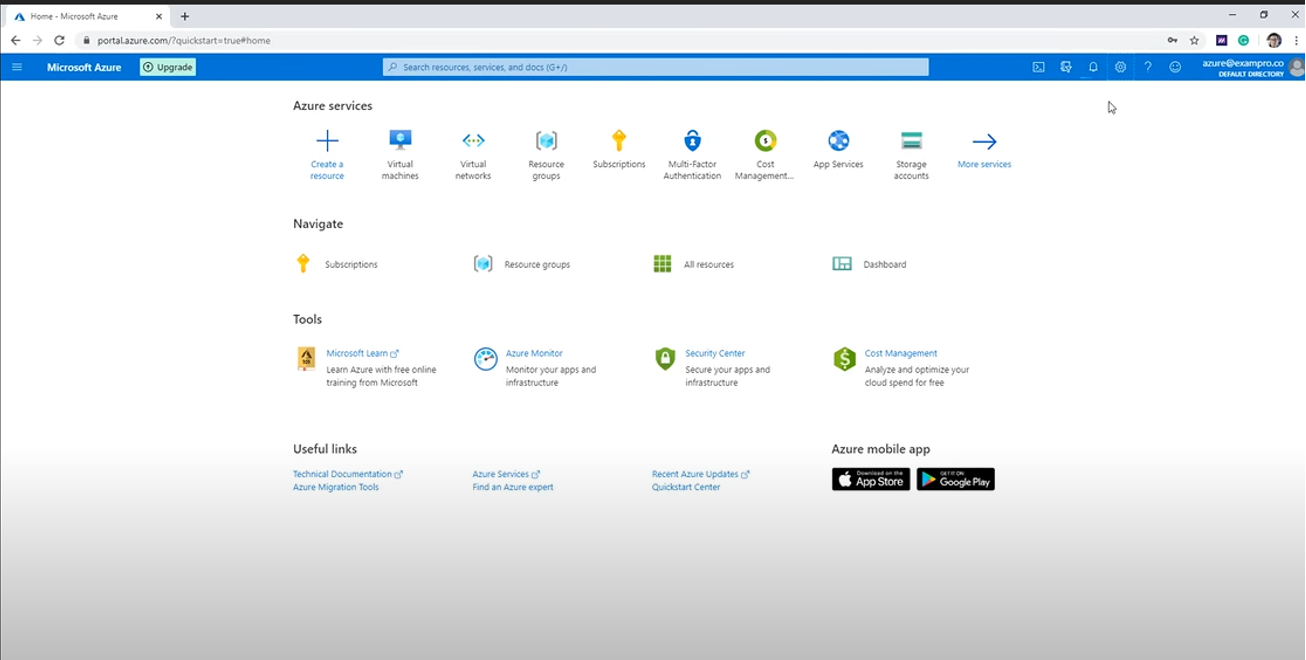 Home - Microsoft Azure
portal.azure.com/?quickstart=true#home
Microsoft Azure
Upgrade
Search resources, services, and docs (G+/)
azure@exampro.co
DEFAULT DIRECTORY
Azure services
Create a
resource
Virtual
machines
Virtual
networks
Resource
groups
Subscriptions
Multi-Factor
Authentication
Cost
Management...
App Services
Storage
accounts
More services
Navigate
Subscriptions
Resource groups
All resources
Dashboard
Tools
Microsoft Learn
Learn Azure with free online
training from Microsoft
Azure Monitor
Monitor your apps and
infrastructure
Security Center
Secure your apps and
infrastructure
Cost Management
Analyze and optimize your
cloud spend for free
Useful links
Technical Documentation
Azure Migration Tools
Azure Services
Find an Azure expert
Recent Azure Updates
Quickstart Center
Azure mobile app
Download on the
App Store
GET IT ON
Google Play